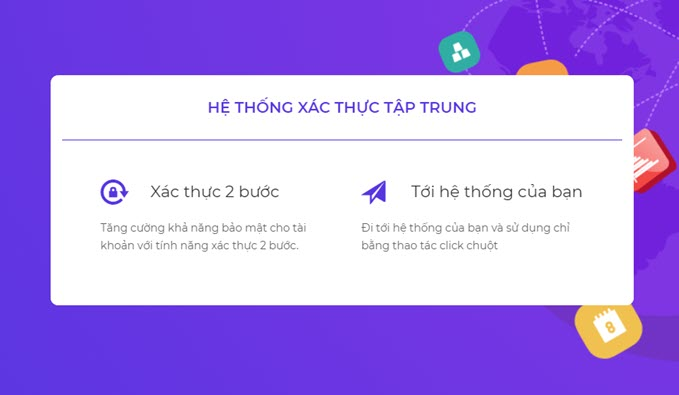 HỆ THỐNG XÁC THỰC TẬP TRUNG
Xác thực 2 bước
Tăng cường khả năng bảo mật cho tài
khoản với tính năng xác thực 2 bước.
Tới hệ thống của bạn
Đi tới hệ thống của bạn và sử dụng chỉ
bằng thao tác click chuột
8